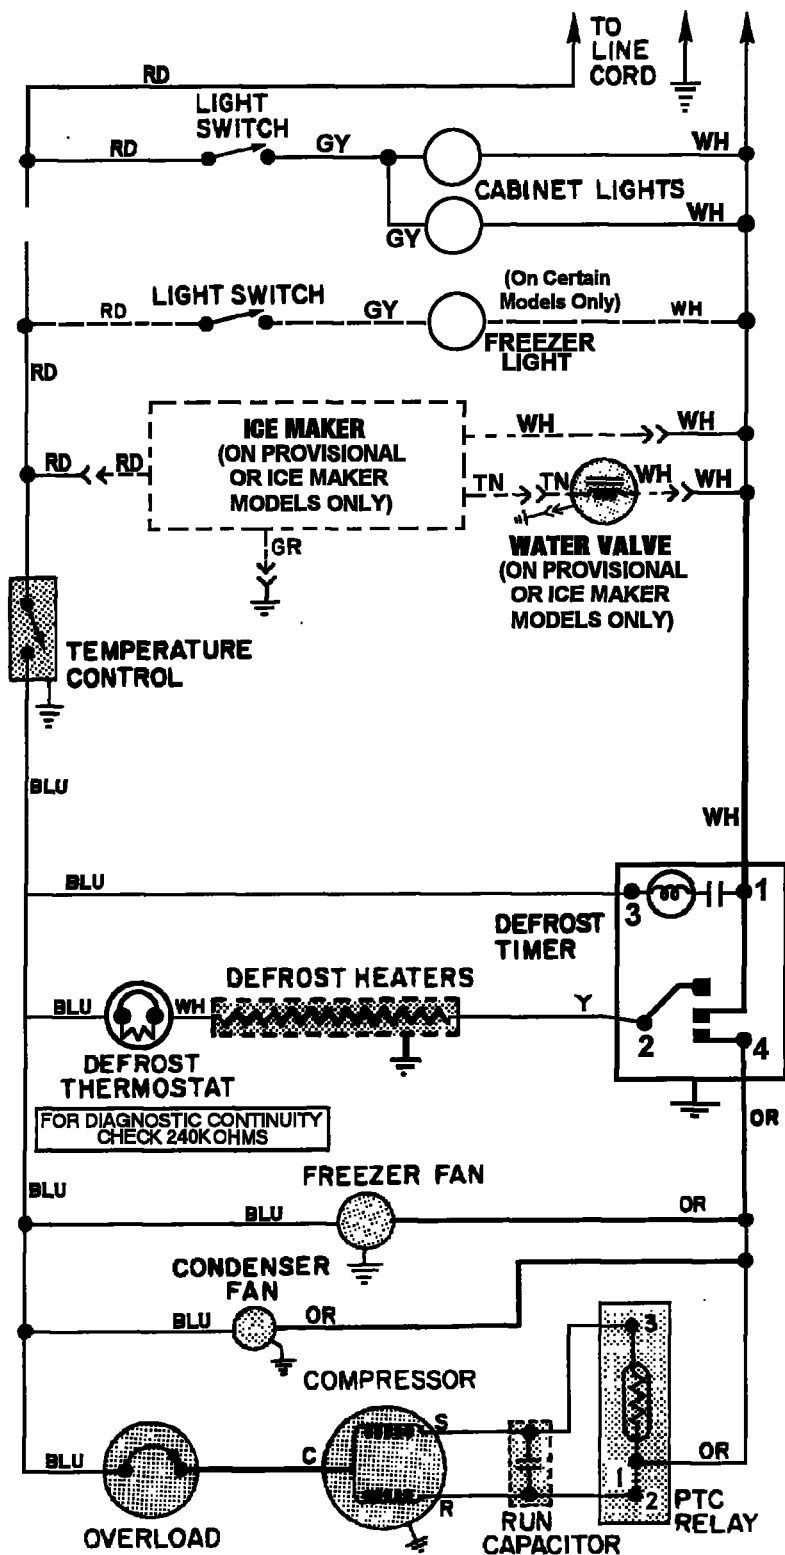 TO
LINE
CORD
RD
LIGHT
SWITCH
RD
GY
WH
CABINET LIGHTS
WH
GY
(On Certain
Models Only)
LIGHT SWITCH
RD
GY
WH
FREEZER
LIGHT
RD
ICE MAKER
(ON PROVISIONAL
OR ICE MAKER
MODELS ONLY)
WH
WH
RD
RD
TN
TN
WH
WH
GR
WATER VALVE
(ON PROVISIONAL
OR ICE MAKER
MODELS ONLY)
TEMPERATURE
CONTROL
BLU
WH
BLU
3
1
DEFROST
TIMER
DEFROST HEATERS
BLU
WH
Y
2
4
DEFROST
THERMOSTAT
FOR DIAGNOSTIC CONTINUITY
CHECK 240K OHMS
OR
BLU
FREEZER FAN
BLU
OR
CONDENSER
FAN
BLU
OR
3
COMPRESSOR
S
BLU
C
OR
1
R
2
PTC
RELAY
OVERLOAD
RUN
CAPACITOR